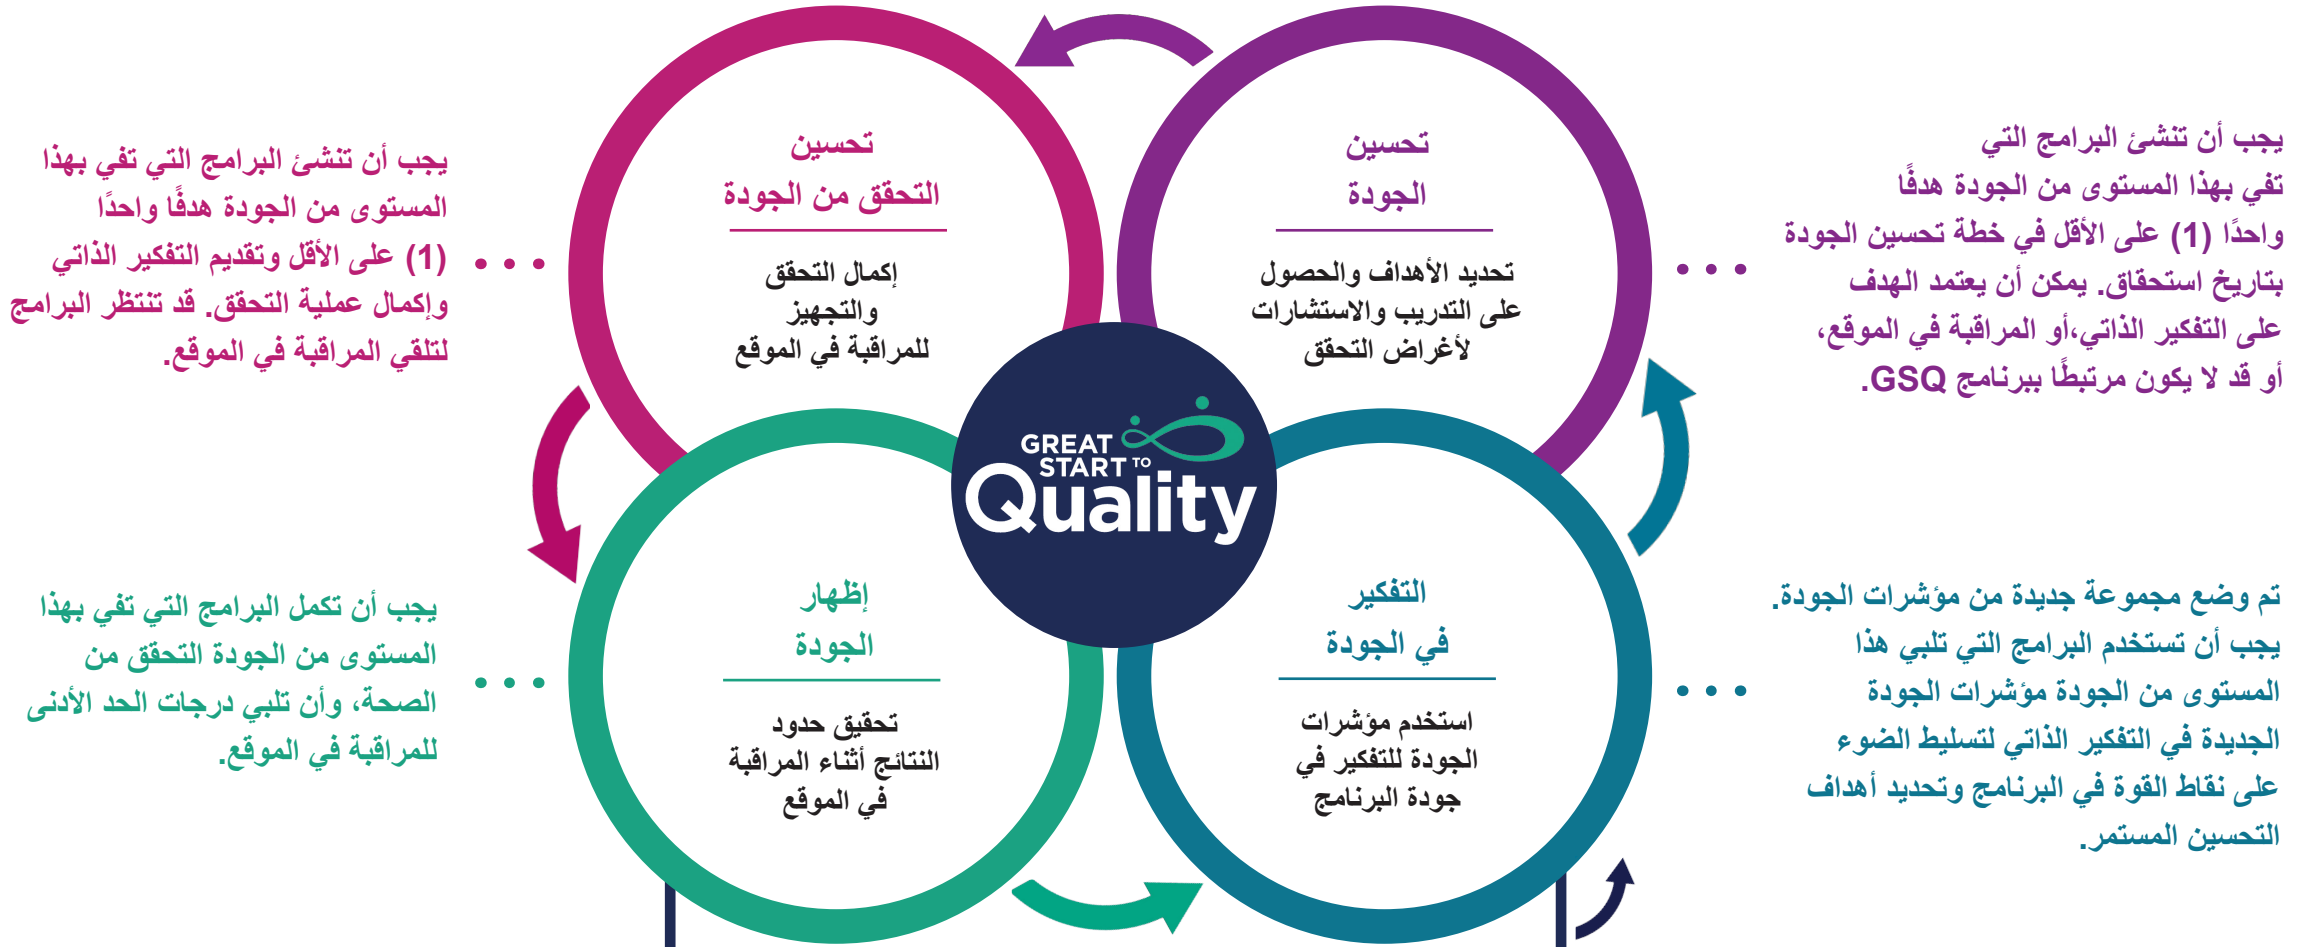 يجب أن تنشئ البرامج التي
تفي بهذا المستوى من الجودة هدفًا
واحدًا (1) على الأقل في خطة تحسين الجودة
بتاريخ استحقاق. يمكن أن يعتمد الهدف
على التفكير الذاتي،أو المراقبة في الموقع،
أو قد لا يكون مرتبطًا ببرنامج GSQ.
تحسين
الجودة
تحديد الأهداف والحصول
على التدريب والاستشارات
لأغراض التحقق
تحسين
التحقق من الجودة
إكمال التحقق
والتجهيز
للمراقبة في الموقع
يجب أن تنشئ البرامج التي تفي بهذا
المستوى من الجودة هدفًا واحدًا
(1) على الأقل وتقديم التفكير الذاتي
وإكمال عملية التحقق. قد تنتظر البرامج
لتلقي المراقبة في الموقع.
GREAT
START TO
Quality
تم وضع مجموعة جديدة من مؤشرات الجودة.
يجب أن تستخدم البرامج التي تلبي هذا
المستوى من الجودة مؤشرات الجودة
الجديدة في التفكير الذاتي لتسليط الضوء
على نقاط القوة في البرنامج وتحديد أهداف
التحسين المستمر.
التفكير
في الجودة
استخدم مؤشرات
الجودة للتفكير في
جودة البرنامج
إظهار
الجودة
تحقيق حدود
النتائج أثناء المراقبة
في الموقع
يجب أن تكمل البرامج التي تفي بهذا
المستوى من الجودة التحقق من
الصحة، وأن تلبي درجات الحد الأدنى
للمراقبة في الموقع.